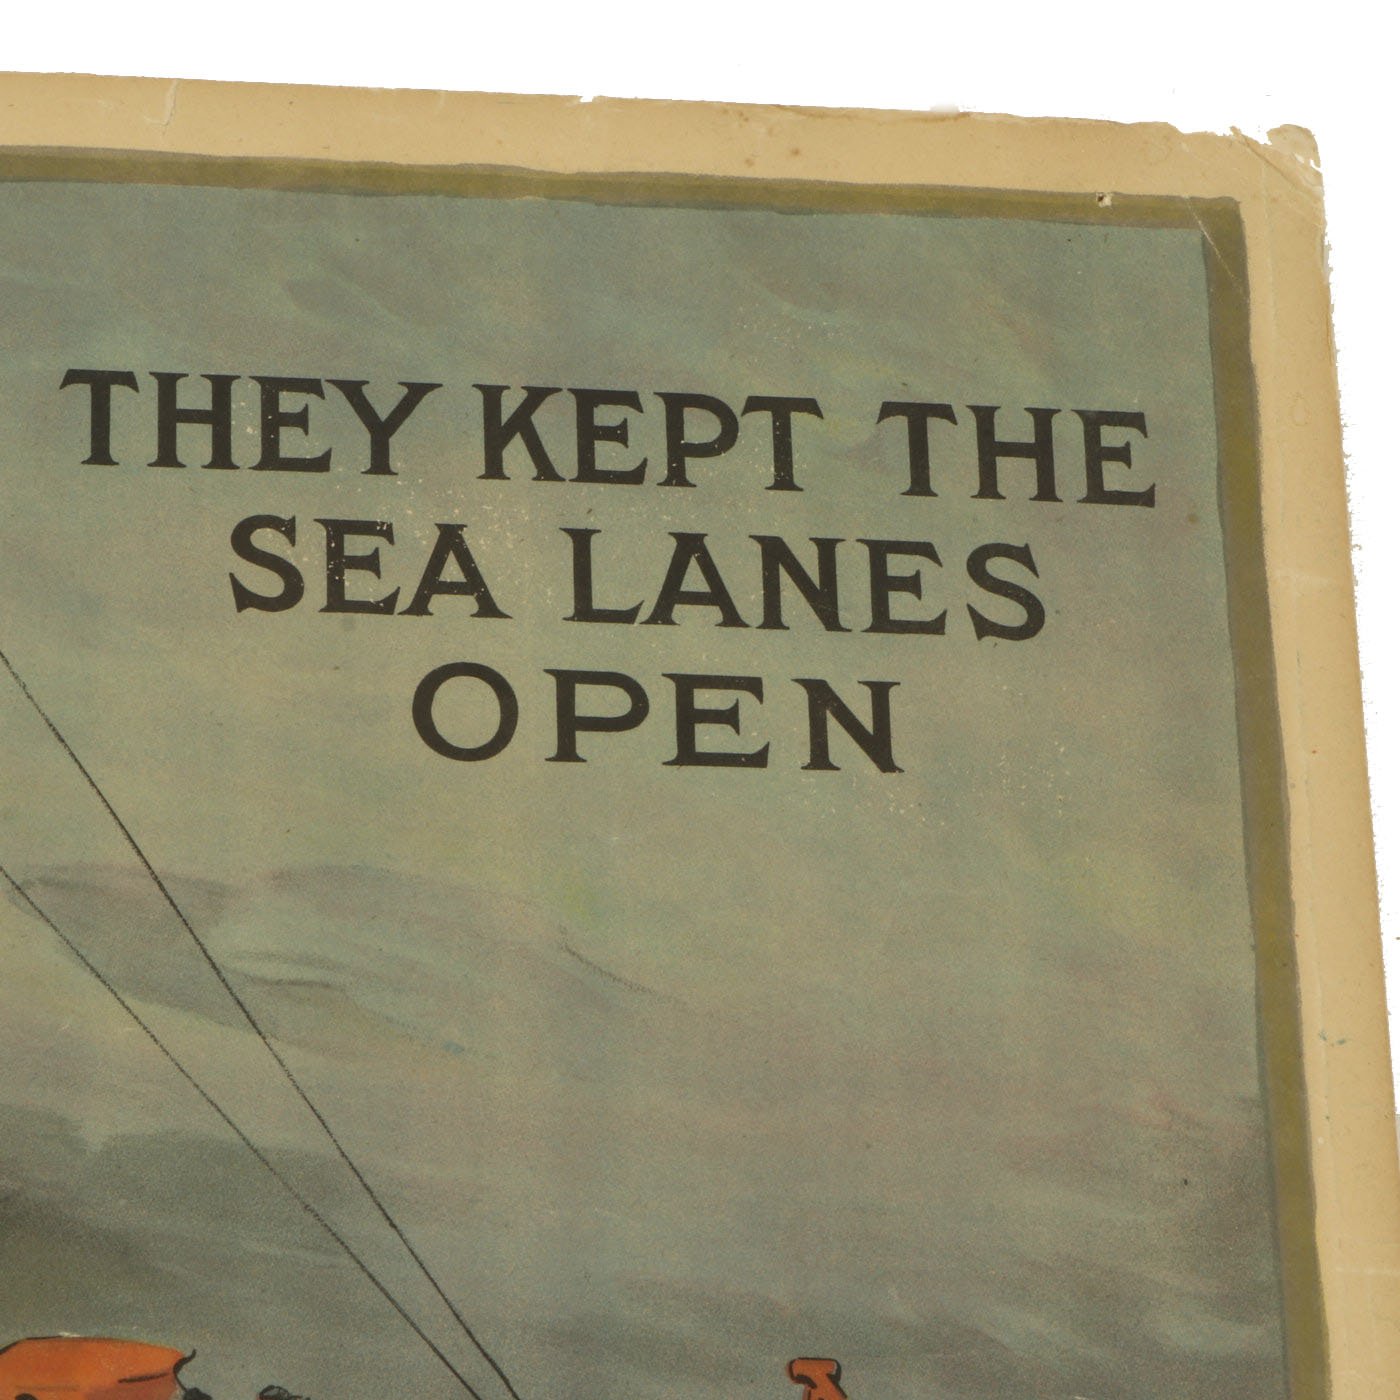 THEY KEPT THE
SEA LANES
OPEN